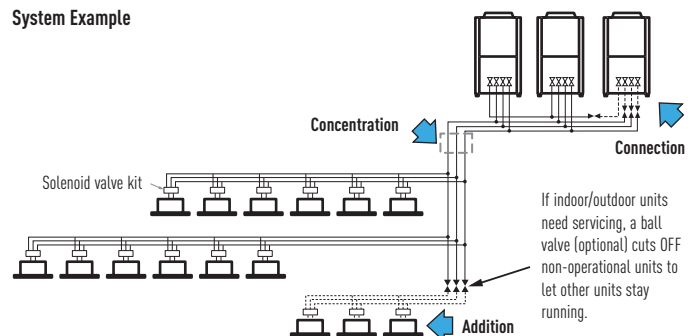 System Example
Concentration
Connection
Solenoid valve kit
If indoor/outdoor units
need servicing, a ball
valve (optional) cuts OFF
non-operational units to
let other units stay
running.
Addition